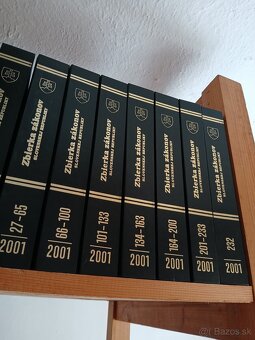 Zbierka zákonov
SLOVENSKEJ REPUBLIKY
27-65
2001
Zbierka zákonov
SLOVENSKEJ REPUBLIKY
66-100
2001
Zbierka zákonov
SLOVENSKEJ REPUBLIKY
101-133
2001
Zbierka zákonov
SLOVENSKEJ REPUBLIKY
134-163
2001
Zbierka zákonov
SLOVENSKEJ REPUBLIKY
164-200
2001
Zbierka zákonov
SLOVENSKEJ REPUBLIKY
201-233
2001
Zbierka zákonov
SLOVENSKEJ REPUBLIKY
232
2001
Bazos.sk